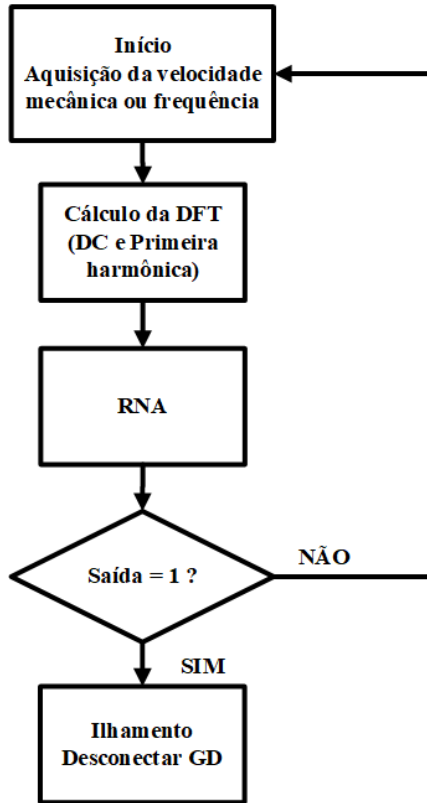 Início
Aquisição da velocidade
mecânica ou frequência
Cálculo da DFT
(DC e Primeira
harmônica)
RNA
Saída = 1 ?
NÃO
SIM
Ilhamento
Desconectar GD